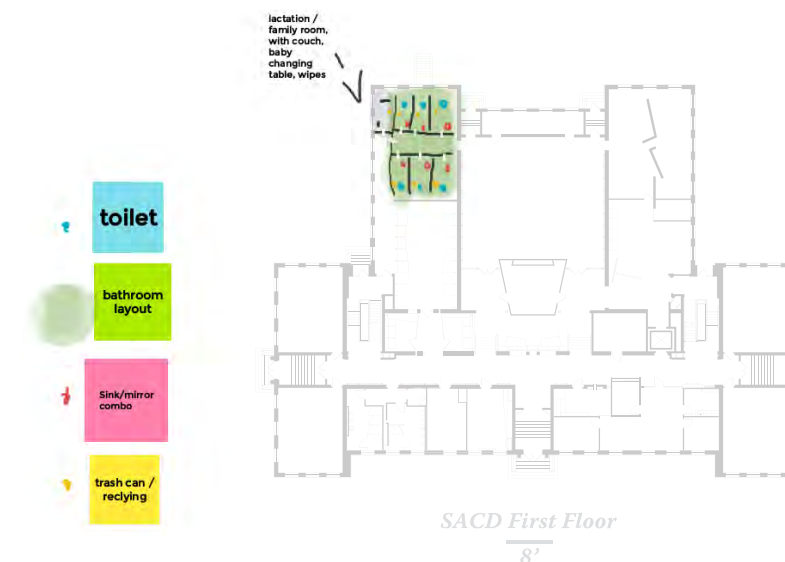 lactation /
family room,
with couch,
baby
changing
table, wipes
toilet
bathroom
layout
Sink/mirror
combo
trash can /
reclying
SACD First Floor
8’